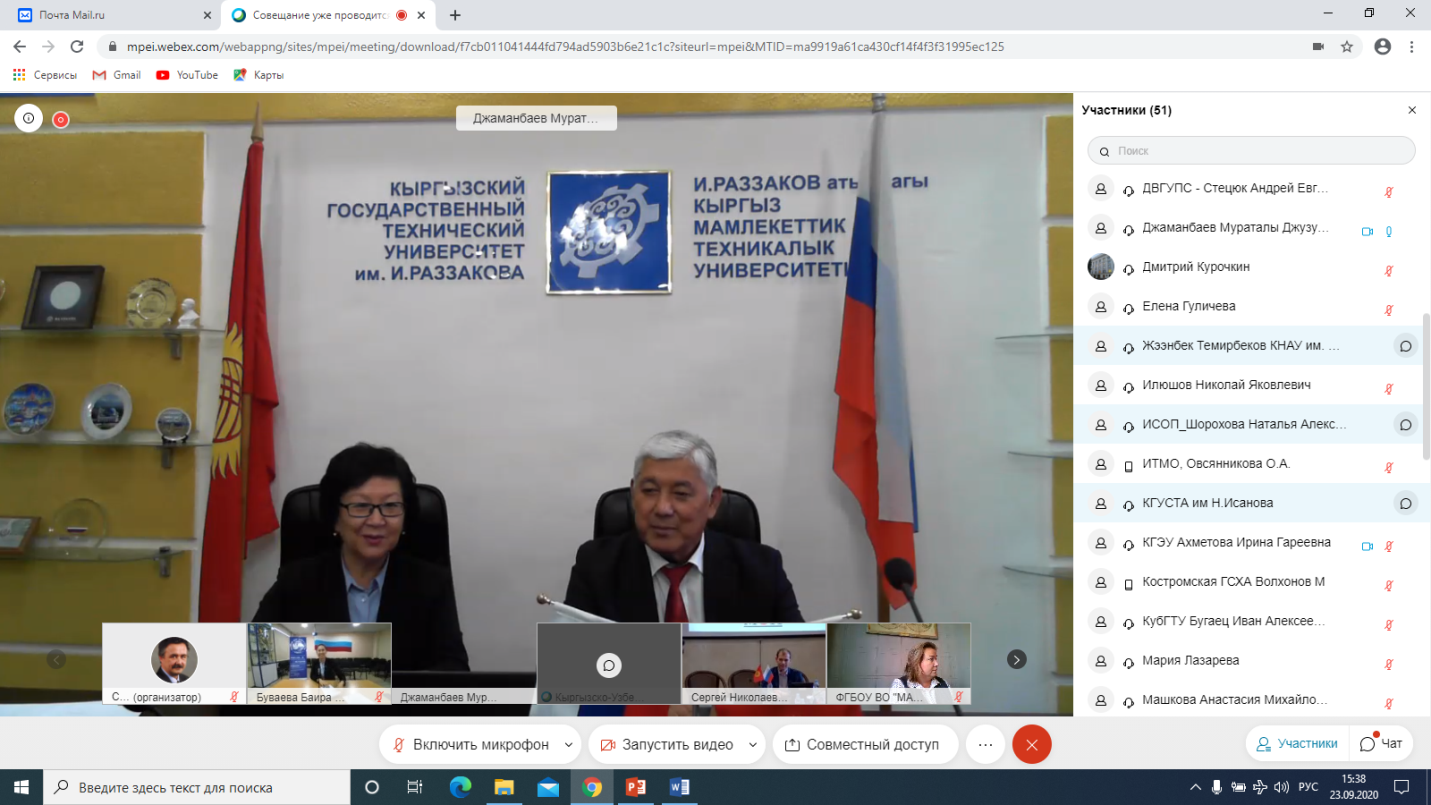 Почта Mail.ru
Совещание уже проводитс
mpei.webex.com/webappng/sites/mpei/meeting/download/f7cb011041444fd794ad5903b6e21c1c?siteurl=mpei&MTID=ma9919a61ca430cf14f4f3f31995ec125
Сервисы
Gmail
YouTube
Карты
Джаманбаев Мурат...
КЫРГЫЗСКИЙ
ГОСУДАРСТВЕННЫЙ
ТЕХНИЧЕСКИЙ
УНИВЕРСИТЕТ
им. И.РАЗЗАКОВА
И.РАЗЗАКОВ аты агы
КЫРГЫЗ
МАМЛЕКЕТТИК
ТЕХНИКАЛЫК
УНИВЕРСИТЕТИ
С... (организатор)
Буваева Баира ...
Джаманбаев Мур...
Кыргызско-Узбе...
Сергей Николаев...
ФГБОУ ВО "МА...
Участники (51)
Поиск
ДВГУПС - Стецюк Андрей Евг...
Джаманбаев Мураталы Джузу...
Дмитрий Курочкин
Елена Гуличева
Жээнбек Темирбеков КНАУ им. ...
Илюшов Николай Яковлевич
ИСОП_Шорохова Наталья Алекс...
ИТМО, Овсянникова О.А.
КГУСТА им Н.Исанова
КГЭУ Ахметова Ирина Гареевна
Костромская ГСХА Волхонов М
КубГТУ Бугаец Иван Алексее...
Мария Лазарева
Машкова Анастасия Михайло...
Включить микрофон
Запустить видео
Совместный доступ
Участники
Чат
Введите здесь текст для поиска
РУС
15:38
23.09.2020